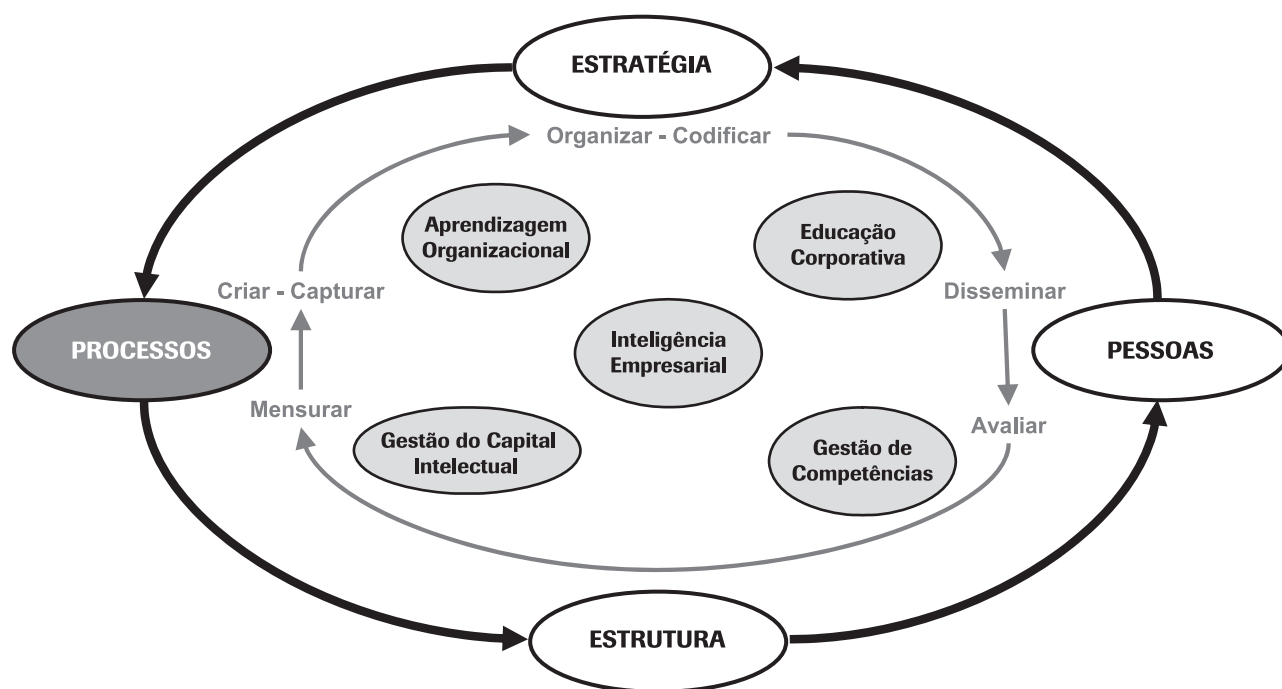 ESTRATÉGIA
Organizar - Codificar
Aprendizagem
Organizacional
Educação
Corporativa
Criar - Capturar
Disseminar
PROCESSOS
Inteligência
Empresarial
PESSOAS
Mensurar
Avaliar
Gestão do Capital
Intelectual
Gestão de
Competências
ESTRUTURA